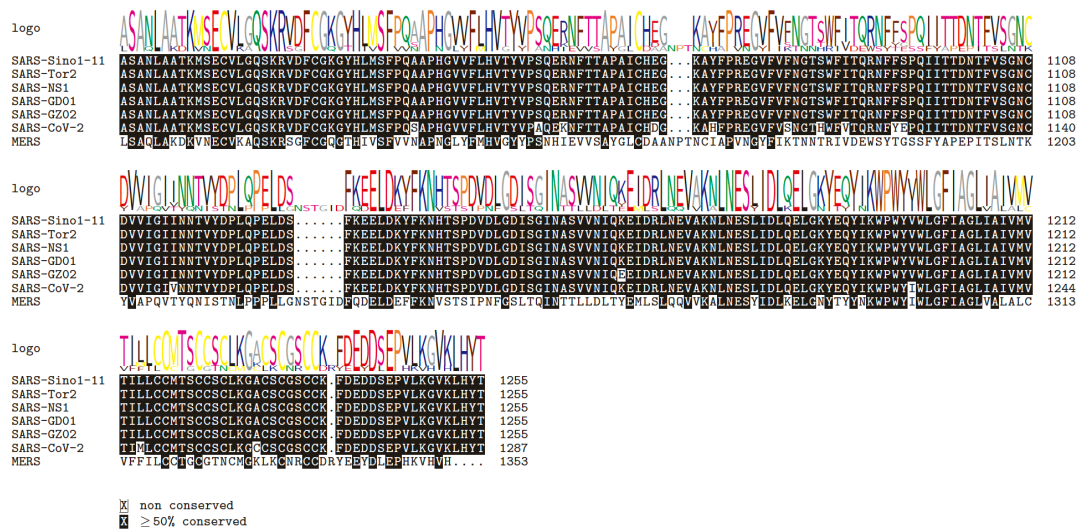 logo
SARS-Sino1-11 ASANLAATKMSECVLGQSKRVDFCGKGYHLMSFPQAAPHGVVFLHVTYVPSQERNFTTAPAICHEG...KAYFPREGVFVFNGTSWFITQRNFFSPQIITTDNTFVSGNC 1108
SARS-Tor2 ASANLAATKMSECVLGQSKRVDFCGKGYHLMSFPQAAPHGVVFLHVTYVPSQERNFTTAPAICHEG...KAYFPREGVFVFNGTSWFITQRNFFSPQIITTDNTFVSGNC 1108
SARS-NS1 ASANLAATKMSECVLGQSKRVDFCGKGYHLMSFPQAAPHGVVFLHVTYVPSQERNFTTAPAICHEG...KAYFPREGVFVFNGTSWFITQRNFFSPQIITTDNTFVSGNC 1108
SARS-GD01 ASANLAATKMSECVLGQSKRVDFCGKGYHLMSFPQAAPHGVVFLHVTYVPSQERNFTTAPAICHEG...KAYFPREGVFVFNGTSWFITQRNFFSPQIITTDNTFVSGNC 1108
SARS-GZ02 ASANLAATKMSECVLGQSKRVDFCGKGYHLMSFPQAAPHGVVFLHVTYVPSQERNFTTAPAICHEG...KAYFPREGVFVFNGTSWFITQRNFFSPQIITTDNTFVSGNC 1108
SARS-CoV-2 ASANLAATKMSECVLGQSKRVDFCGKGYHLMSFPQSAPHGVVFLHVTYVPAQEKNFTTAPAICHDG...KAHFPREGVFVSNGTHWFVTQRNFYEPQIITTDNTFVSGNC 1140
MERS LSAQLAKDKVNECVKAQSKRSGFCGQGTHIVSFVVNAPNGLYFMHVGYYPSNHIEVVSAYGLCDAANPTNCIAPVNGYFIKTNNTRIVDEWSYTGSSFYAPEPITSLNTK 1203
logo
SARS-Sino1-11 DVVIGIINNTVYDPLQPELDS......FKEELDKYFKNHTSPDVDLGDISGINASVVNIQKEIDRLNEVAKNLNESLIDLQELGKYEQYIKWPWYVWLGFIAGLIAIVMV 1212
SARS-Tor2 DVVIGIINNTVYDPLQPELDS......FKEELDKYFKNHTSPDVDLGDISGINASVVNIQKEIDRLNEVAKNLNESLIDLQELGKYEQYIKWPWYVWLGFIAGLIAIVMV 1212
SARS-NS1 DVVIGIINNTVYDPLQPELDS......FKEELDKYFKNHTSPDVDLGDISGINASVVNIQKEIDRLNEVAKNLNESLIDLQELGKYEQYIKWPWYVWLGFIAGLIAIVMV 1212
SARS-GD01 DVVIGIINNTVYDPLQPELDS......FKEELDKYFKNHTSPDVDLGDISGINASVVNIQKEIDRLNEVAKNLNESLIDLQELGKYEQYIKWPWYVWLGFIAGLIAIVMV 1212
SARS-GZ02 DVVIGIINNTVYDPLQPELDS......FKEELDKYFKNHTSPDVDLGDISGINASVVNIQEEIDRLNEVAKNLNESLIDLQELGKYEQYIKWPWYVWLGFIAGLIAIVMV 1212
SARS-CoV-2 DVVIGIVNNTVYDPLQPELDS......FKEELDKYFKNHTSPDVDLGDISGINASVVNIQKEIDRLNEVAKNLNESLIDLQELGKYEQYIKWPWYIWLGFIAGLIAIVMV 1244
MERS YVAPQVTYQNISTNLPPPLLGNSTGIDFQDELDEFFKNVSTSIPNFGSLTQINTTLLDLTYEMLSLQQVVKALNESYIDLKELGNYTYYNKWPWYIWLGFIAGLVALALC 1313
logo
SARS-Sino1-11 TILLCCMTSCCSCLKGACSCGSCCK.FDEDDSEPVLKGVKLHYT 1255
SARS-Tor2 TILLCCMTSCCSCLKGACSCGSCCK.FDEDDSEPVLKGVKLHYT 1255
SARS-NS1 TILLCCMTSCCSCLKGACSCGSCCK.FDEDDSEPVLKGVKLHYT 1255
SARS-GD01 TILLCCMTSCCSCLKGACSCGSCCK.FDEDDSEPVLKGVKLHYT 1255
SARS-GZ02 TILLCCMTSCCSCLKGACSCGSCCK.FDEDDSEPVLKGVKLHYT 1255
SARS-CoV-2 TIMLCCMTSCCSCLKGCCSCGSCCK.FDEDDSEPVLKGVKLHYT 1287
MERS VFFILCCTGCGTNCMGKLKCNRCCDRYEEYDLEPHKVHVH.... 1353
X non conserved
X ≥50% conserved